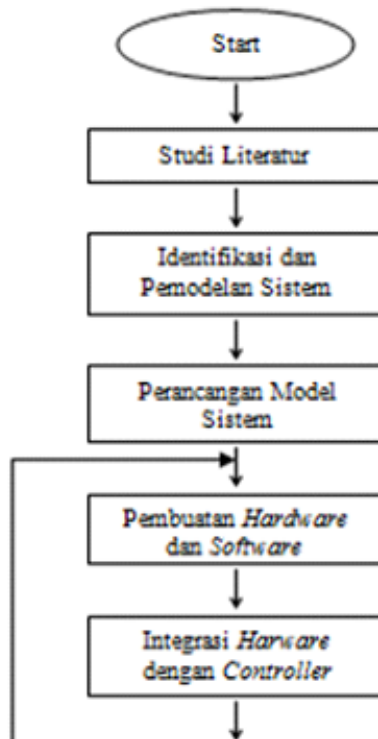 Start
Studi Literatur
Identifikasi dan
Pemodelan Sistem
Perancangan Model
Sistem
Pembuatan Hardware
dan Software
Integrasi Harware
dengan Controller